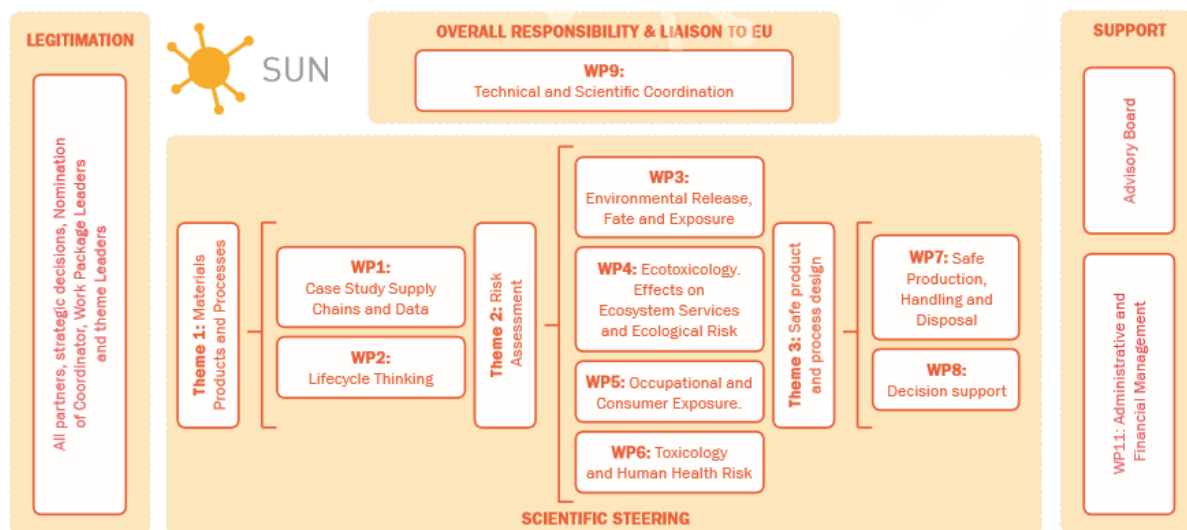 LEGITIMATION
All partners, strategic decisions, Nomination
of Coordinator, Work Package Leaders
and theme Leaders
SUN
OVERALL RESPONSIBILITY & LIAISON TO EU
WP9:
Technical and Scientific Coordination
Theme 1: Materials
Products and Processes
WP1:
Case Study Supply
Chains and Data
WP2:
Lifecycle Thinking
Theme 2: Risk
Assessment
WP3:
Environmental Release,
Fate and Exposure
WP4: Ecotoxicology.
Effects on
Ecosystem Services
and Ecological Risk
WP5: Occupational and
Consumer Exposure.
WP6: Toxicology
and Human Health Risk
Theme 3: Safe product
and process design
WP7: Safe
Production,
Handling and
Disposal
WP8:
Decision support
SCIENTIFIC STEERING
SUPPORT
Advisory Board
WP11: Administrative and
Financial Management